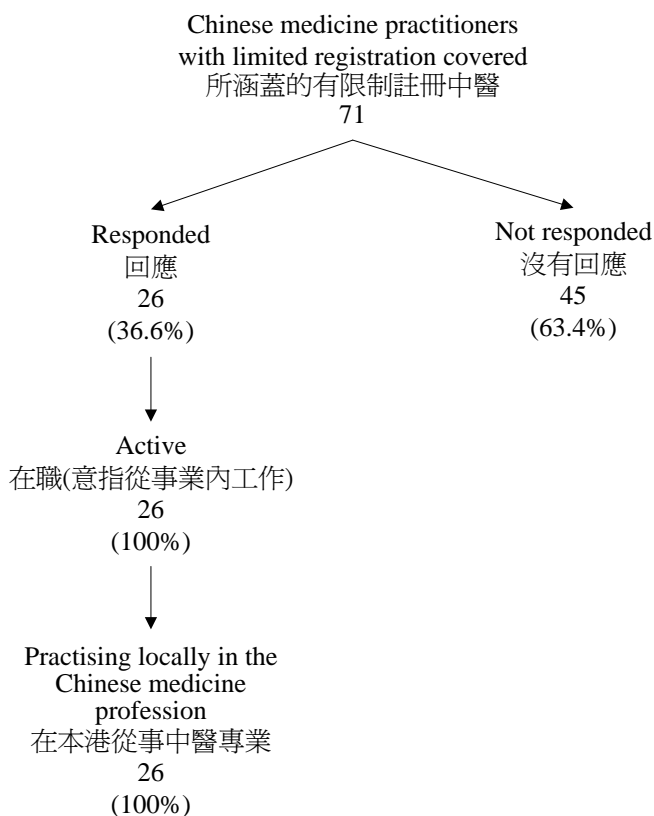 Chinese medicine practitioners
with limited registration covered
所涵蓋的有限制註冊中醫
71
Responded
回應
26
(36.6%)
Not responded
沒有回應
45
(63.4%)
Active
在職(意指從事業內工作)
26
(100%)
Practising locally in the
Chinese medicine
profession
在本港從事中醫專業
26
(100%)